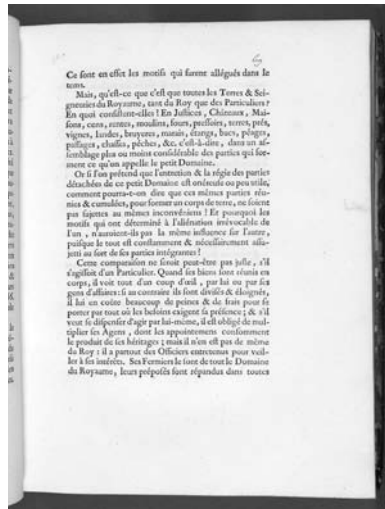 Ce sont en effet les motifs qui furent allégués dans le
tems.
Mais, qu'est-ce que c'est que toutes les Terres & Sei-
gneuries du Royaume, tant du Roy que des Particuliers ?
En quoi consistent-elles ! En Justices, Châteaux, Mai-
sons, cens, rentes, moulins, fours, pressoirs, terres, prés,
vignes, landes, bruyeres, marais, étangs, bacs, péages,
passages, chasses, pêches, &c. c'est-à-dire, dans un as-
semblage plus ou moins considérable des parties qui for-
ment ce qu'on appelle le petit Domaine.
Or si l'on prétend que l'entretien & la régie des parties
détachées de ce petit Domaine est onéreuse ou peu utile,
comment pourra-t-on dire que ces mêmes parties réu-
nies & cumulées, pour former un corps de terre, ne soient
pas sujettes au mêmes inconvéniens ! Et pourquoi les
motifs qui ont déterminé à l'aliénation irrévocable de
l'un, n'auroient-ils pas la même influence sur l'autre,
puisque le tout est constamment & nécessairement assu-
jetti au sort de ses parties intégrantes !
Cette comparaison ne seroit peut-être pas juste, s'il
s'agissoit d'un Particulier. Quand ses biens sont réunis en
corps, il voit tout d'un coup d'œil, par lui ou par ses
gens d'affaires : si au contraire ils sont divisés & éloignés,
il lui en coûte beaucoup de peines & de frais pour se
porter par tout où les besoins exigent sa présence ; & s'il
veut se dispenser d'agir par lui-même, il est obligé de mul-
tiplier ses Agens, dont les appointemens consomment
le produit de ses héritages ; mais il n'en est pas de même
du Roy : il a partout des Officiers entretenus pour veil-
ler à ses intérêts. Ses Fermiers le sont de tout le Domaine
du Royaume, leurs préposés sont répandus dans toutes